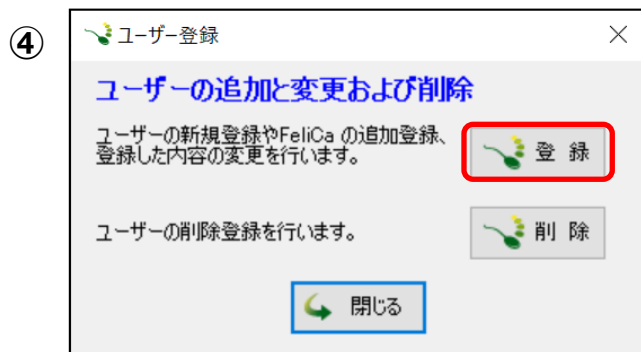 ④
ユーザー登録
ユーザーの追加と変更および削除
ユーザーの新規登録やFeliCa の追加登録、
登録した内容の変更を行います。
登 録
ユーザーの削除登録を行います。
削 除
閉じる